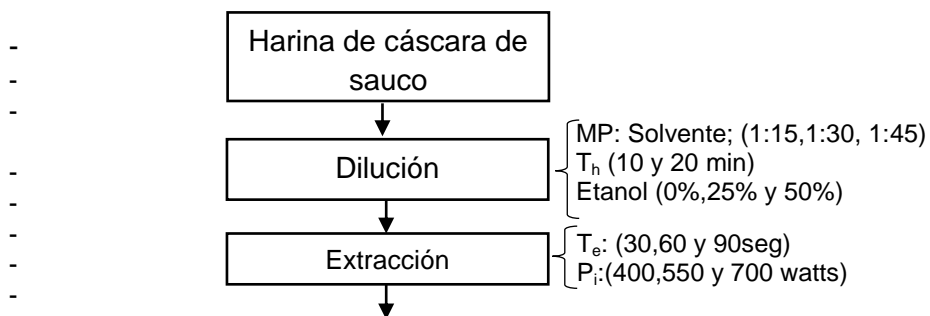 -
-
-
-
-
-
-
-
Harina de cáscara de
sauco
Dilución
MP: Solvente; (1:15,1:30, 1:45)
Th (10 y 20 min)
Etanol (0%,25% y 50%)
Extracción
Te: (30,60 y 90seg)
Pi:(400,550 y 700 watts)